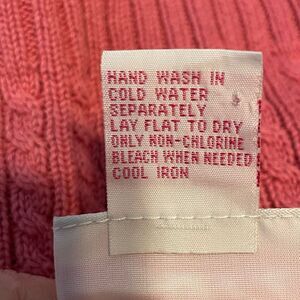 HAND WASH IN
COLD WATER
SEPARATELY
LAY FLAT TO DRY
ONLY NON-CHLORINE
BLEACH WHEN NEEDED
COOL IRON